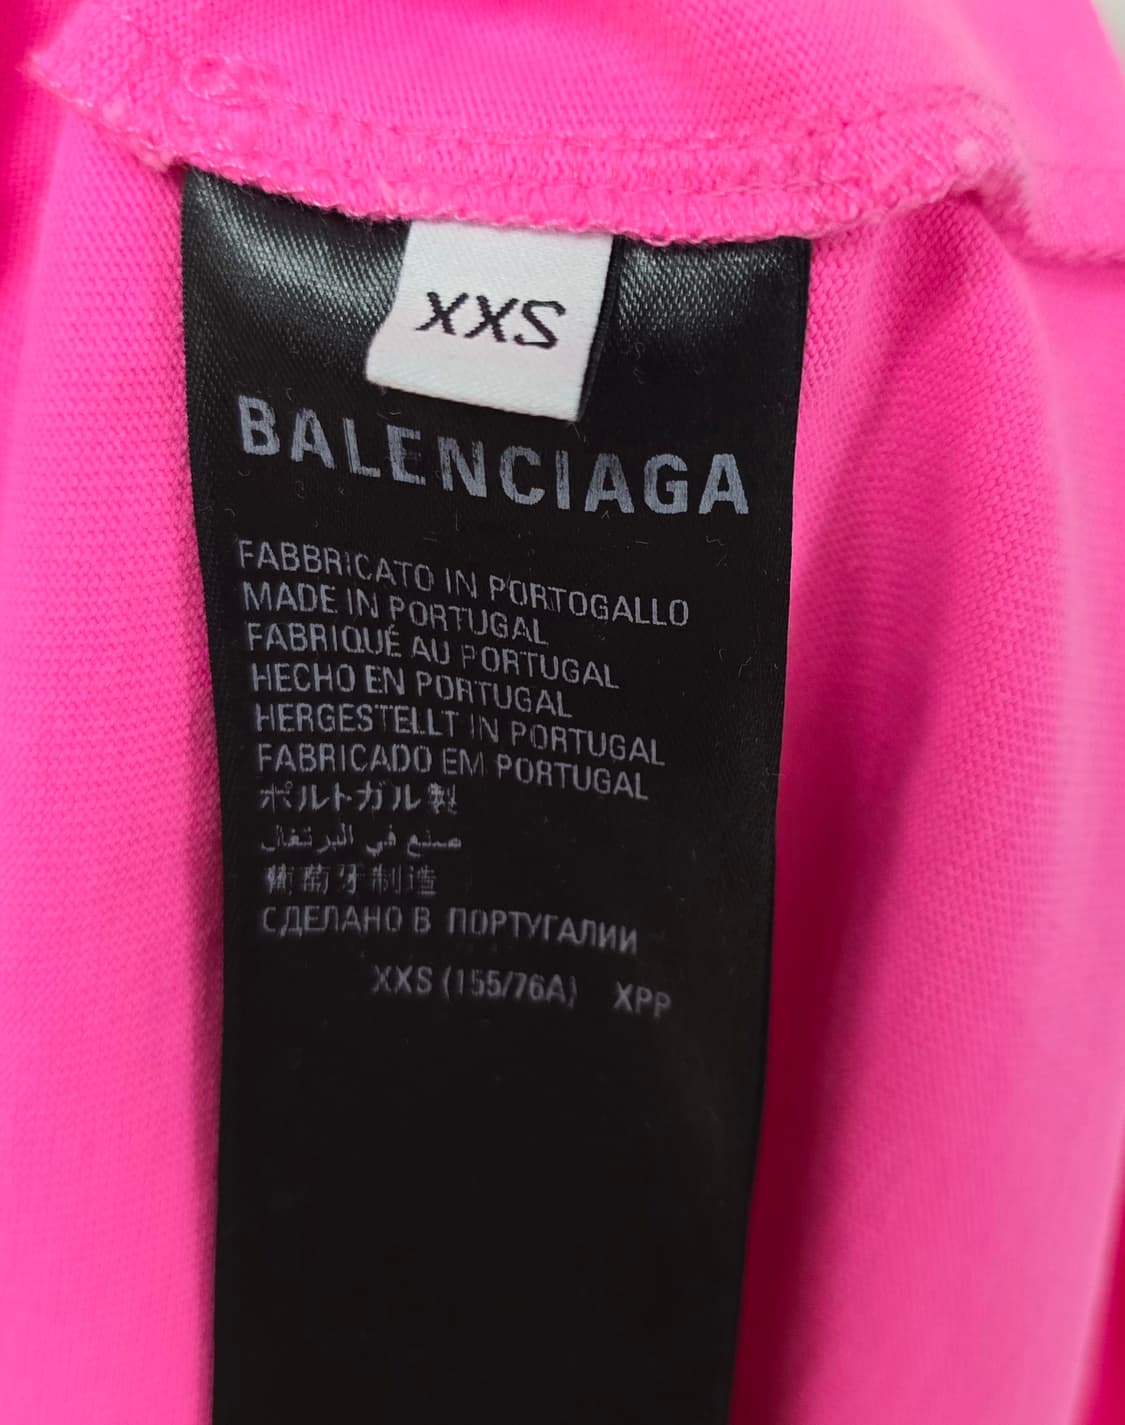 XXS
BALENCIAGA
FABBRICATO IN PORTOGALLO
MADE IN PORTUGAL
FABRIQUÉ AU PORTUGAL
HECHO EN PORTUGAL
HERGESTELLT IN PORTUGAL
FABRICADO EM PORTUGAL
ポルトガル製
صنع في البرتغال
葡萄牙制造
СДЕЛАНО В ПОРТУГАЛИИ
XXS (155/76A) XPP